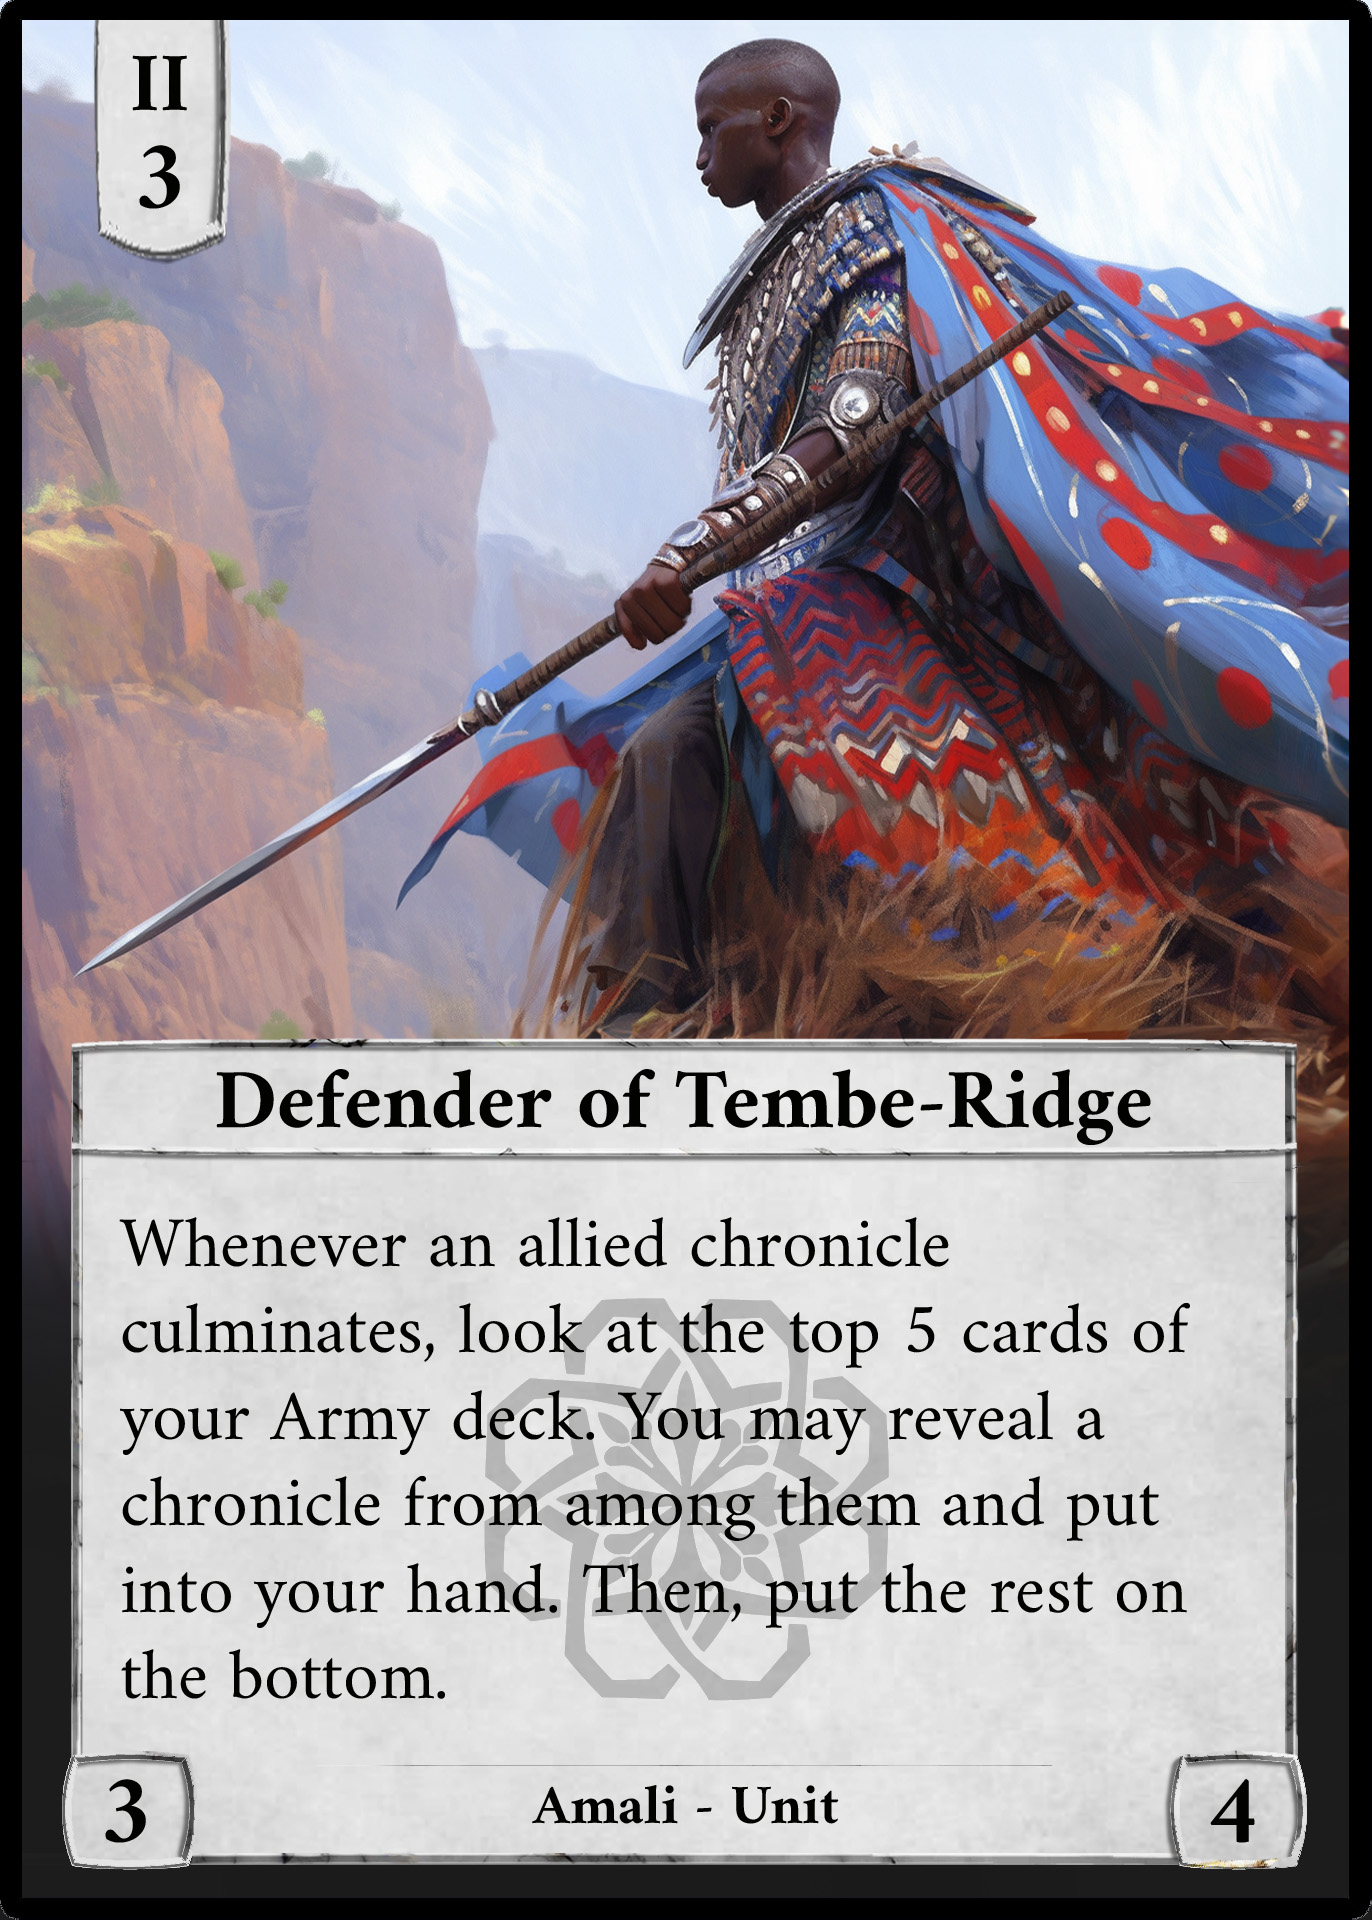 II
3
Defender of Tembe-Ridge
Whenever an allied chronicle
culminates, look at the top 5 cards of
your Army deck. You may reveal a
chronicle from among them and put
into your hand. Then, put the rest on
the bottom.
3
Amali - Unit
4